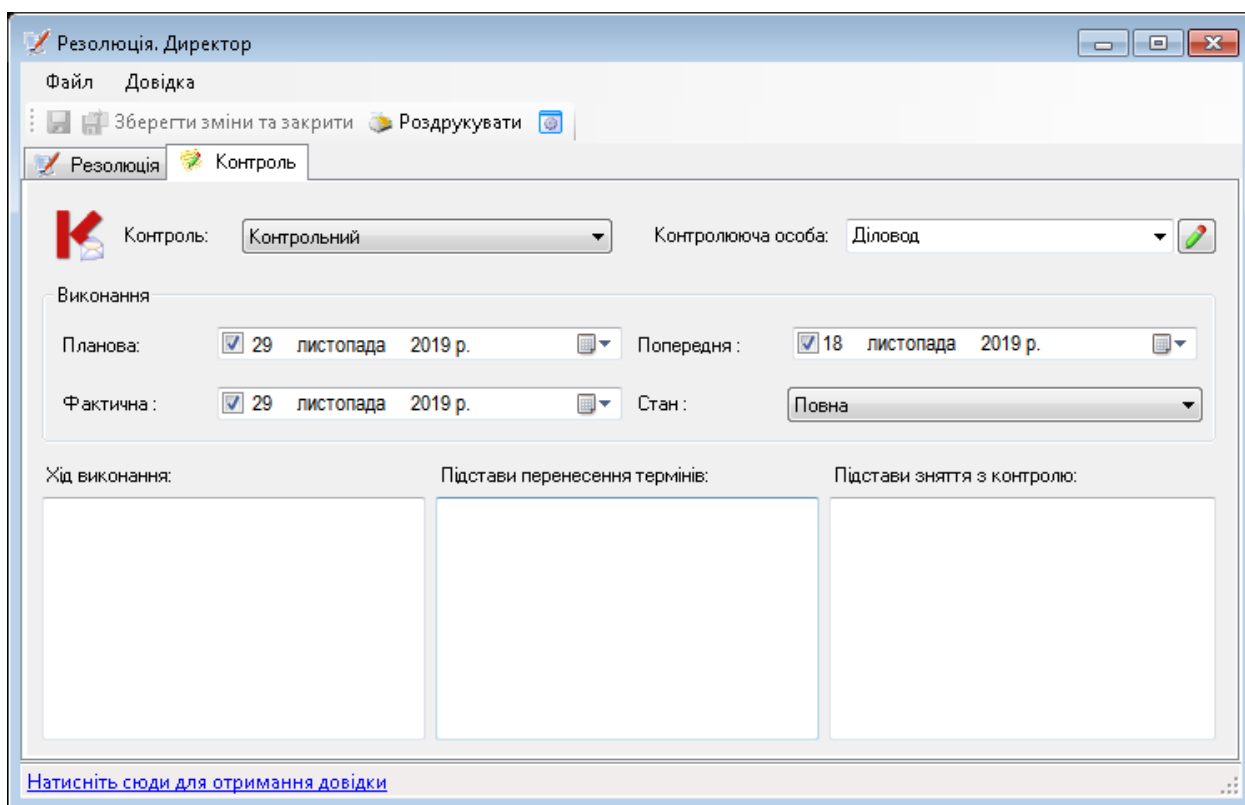 Резолюція. Директор
Файл Довідка
Зберегти зміни та закрити Роздрукувати
Резолюція Контроль
Контроль: Контрольний Контролююча особа: Діловод
Виконання
Планова: 29 листопада 2019 р. Попередня : 18 листопада 2019 р.
Фактична : 29 листопада 2019 р. Стан : Повна
Хід виконання: Підстави перенесення термінів: Підстави зняття з контролю:
Натисніть сюди для отримання довідки